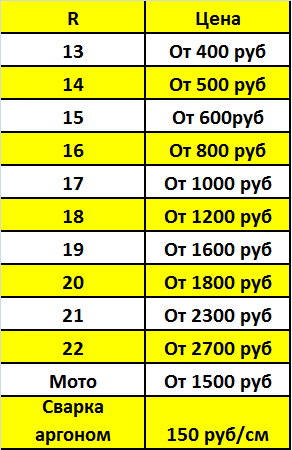 R Цена
13 От 400 руб
14 От 500 руб
15 От 600руб
16 От 800 руб
17 От 1000 руб
18 От 1200 руб
19 От 1600 руб
20 От 1800 руб
21 От 2300 руб
22 От 2700 руб
Мото От 1500 руб
Сварка
аргоном 150 руб/см